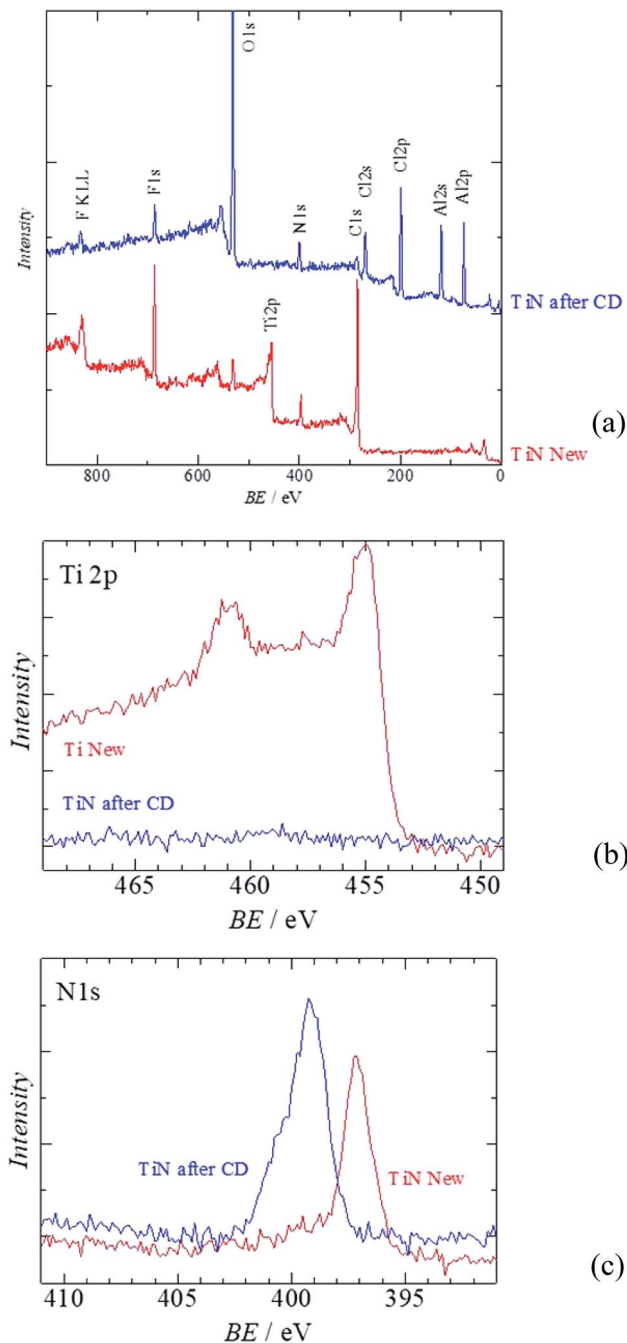 O1s
F KLL
F1s
N1s
C1s
Cl2s
Cl2p
Al2s
Al2p
Ti2p
Intensity
TiN after CD
TiN New
(a)
800 600 400 200 0
BE / eV
Ti 2p
Intensity
Ti New
TiN after CD
(b)
465 460 455 450
BE / eV
N1s
Intensity
TiN after CD
TiN New
(c)
410 405 400 395
BE / eV